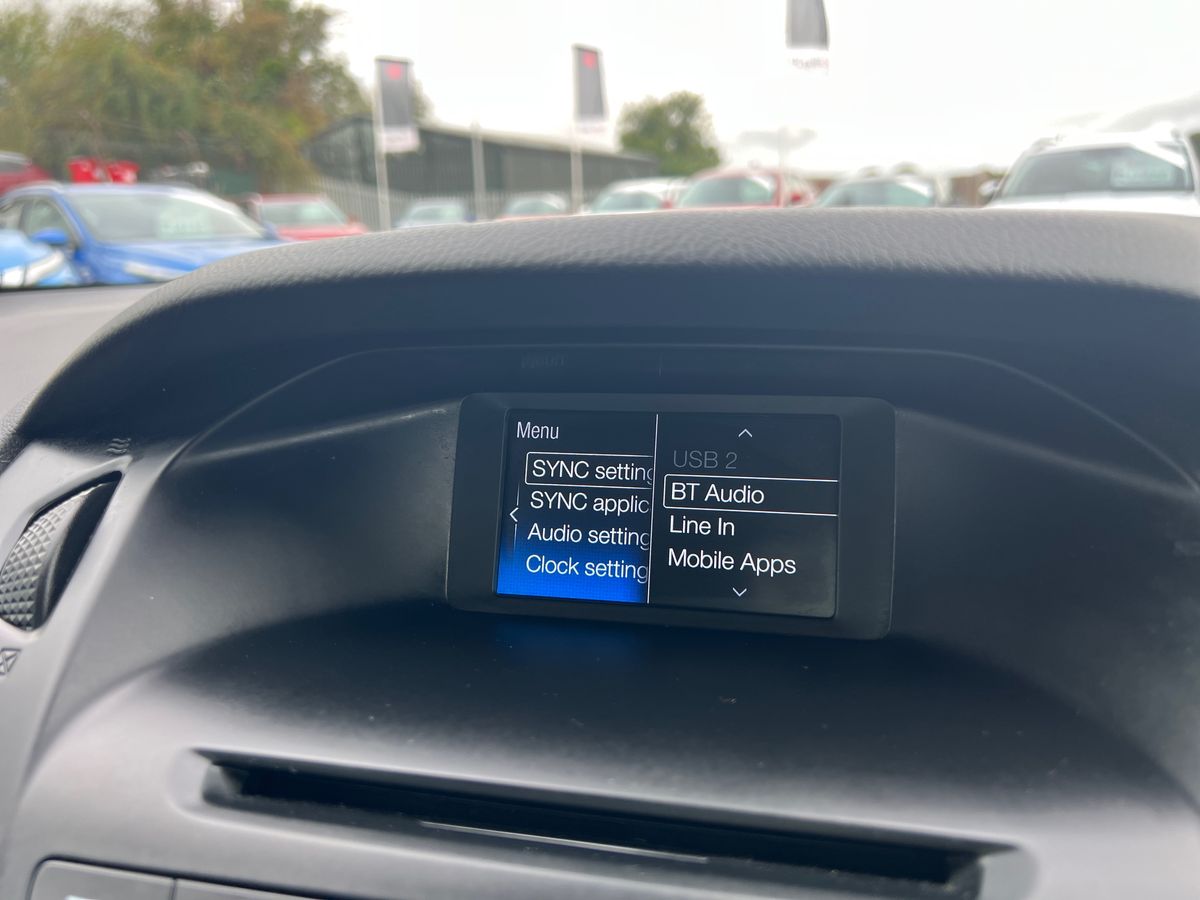 Menu
SYNC setting
SYNC applic
Audio setting
Clock setting
USB 2
BT Audio
Line In
Mobile Apps